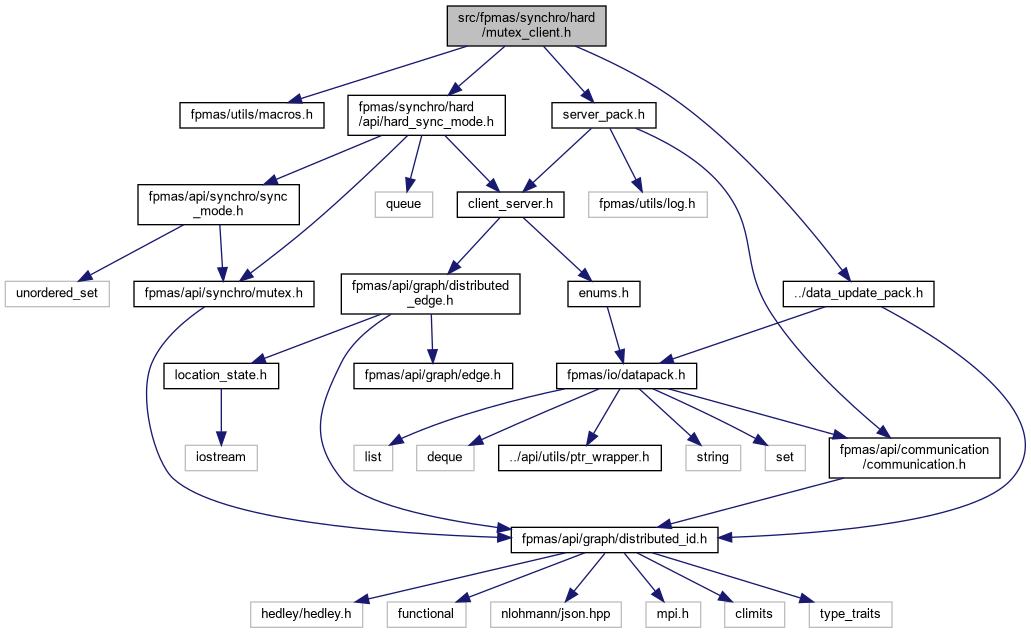 src/fpmas/synchro/hard
/mutex_client.h
fpmas/utils/macros.h
fpmas/synchro/hard
/api/hard_sync_mode.h
server_pack.h
fpmas/api/synchro/sync
_mode.h
queue
client_server.h
fpmas/utils/log.h
unordered_set
fpmas/api/synchro/mutex.h
fpmas/api/graph/distributed
_edge.h
enums.h
../data_update_pack.h
location_state.h
fpmas/api/graph/edge.h
fpmas/io/datapack.h
iostream
list
deque
../api/utils/ptr_wrapper.h
string
set
fpmas/api/communication
/communication.h
fpmas/api/graph/distributed_id.h
hedley/hedley.h
functional
nlohmann/json.hpp
mpi.h
climits
type_traits